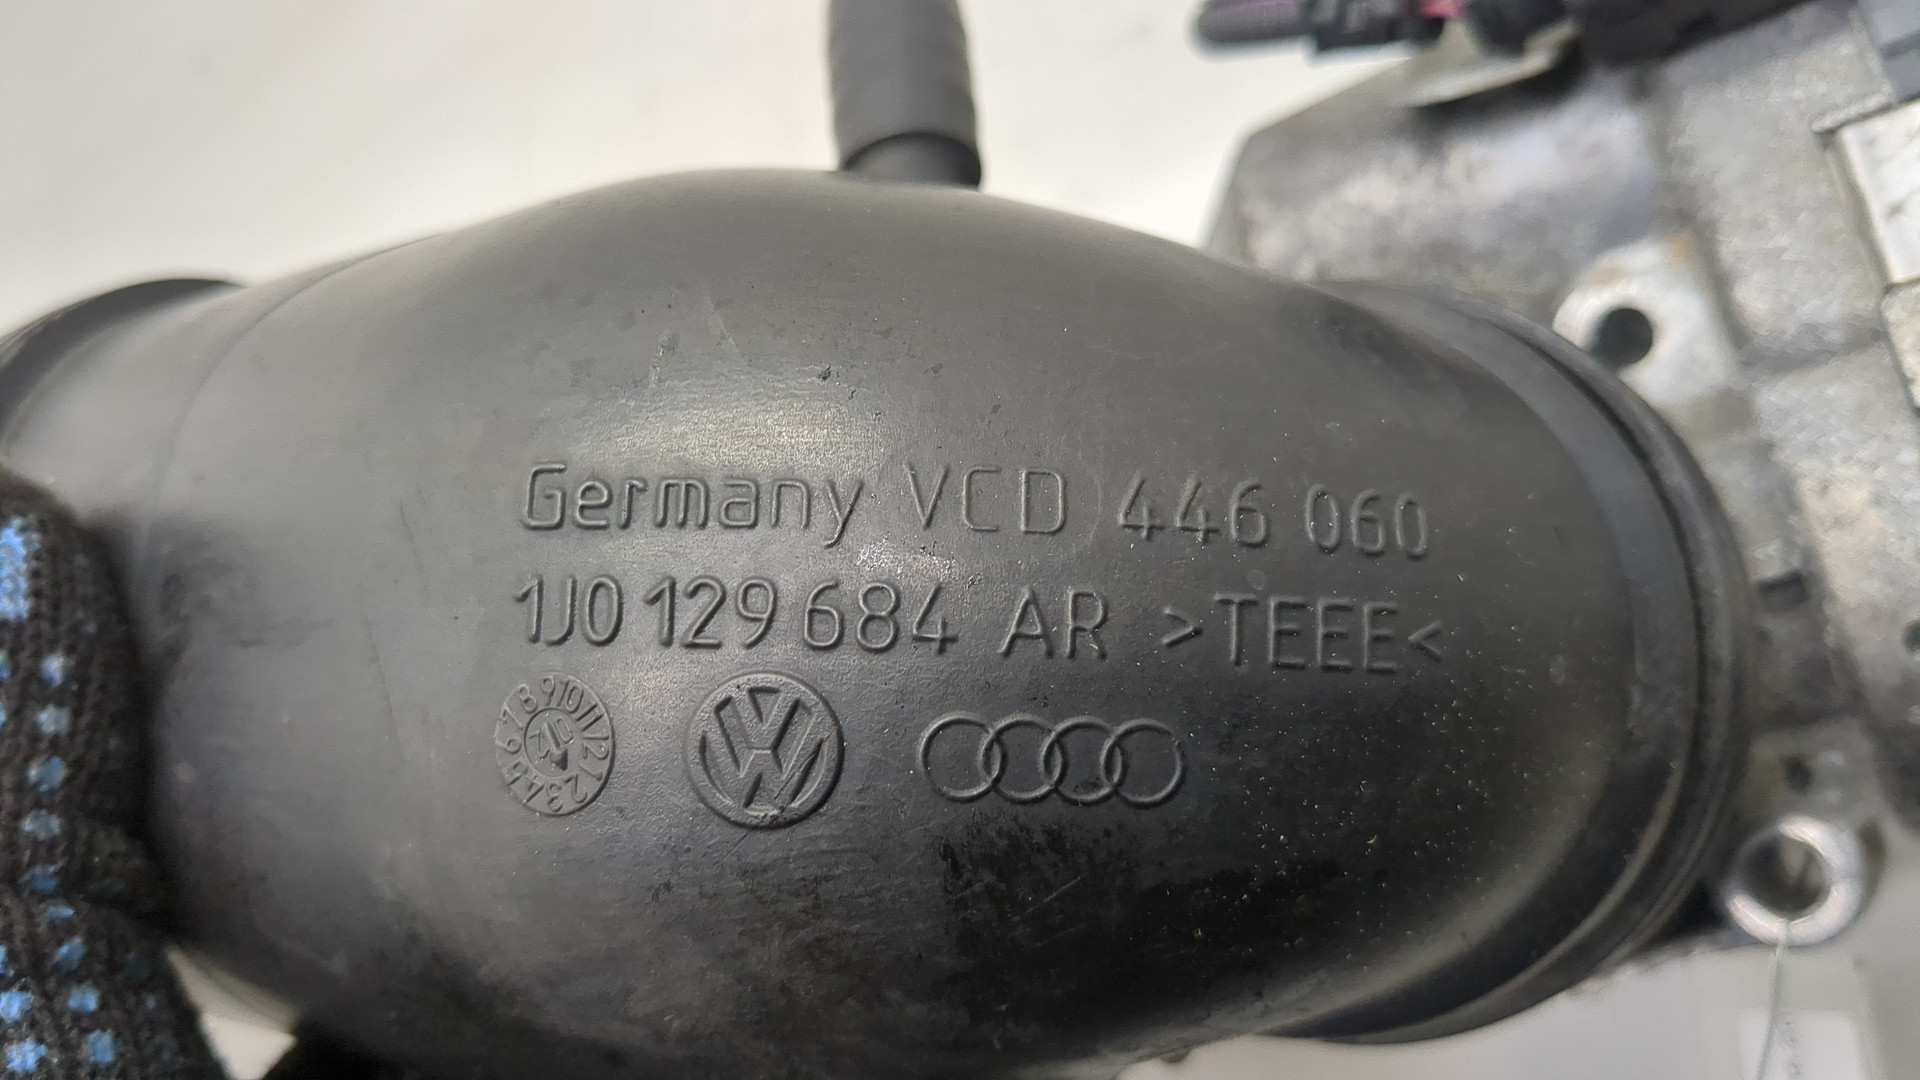 Germany VCD 446 060
1J0 129 684 AR >TEEE<